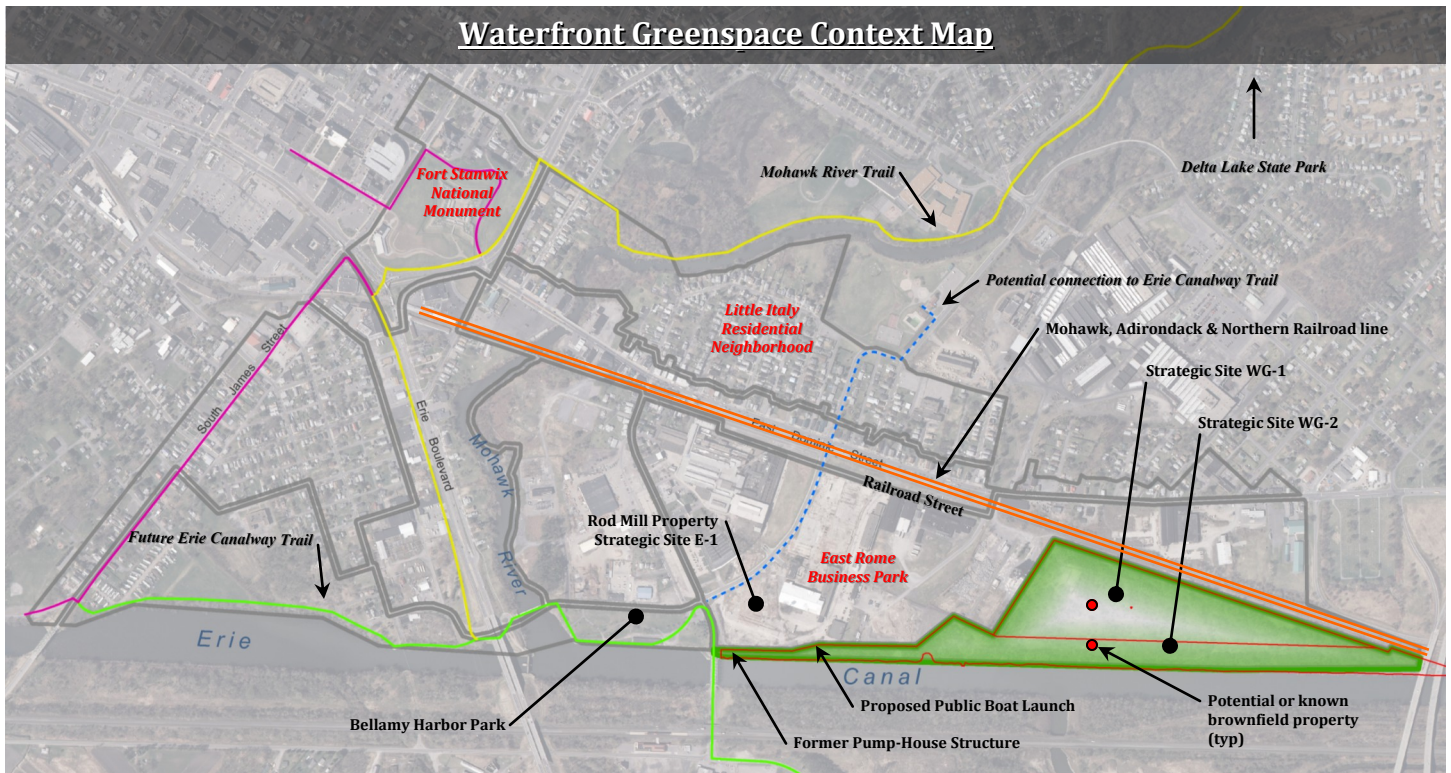 Waterfront Greenspace Context Map
Fort Stanwix
National
Monument
Mohawk River Trail
Delta Lake State Park
Potential connection to Erie Canalway Trail
Little Italy
Residential
Neighborhood
Mohawk, Adirondack & Northern Railroad line
Strategic Site WG-1
South James Street
Erie Boulevard
Mohawk River
East Dominic Street
Strategic Site WG-2
Railroad Street
Rod Mill Property
Strategic Site E-1
Future Erie Canalway Trail
East Rome
Business Park
Erie Canal
Proposed Public Boat Launch
Potential or known
brownfield property
(typ)
Bellamy Harbor Park
Former Pump-House Structure